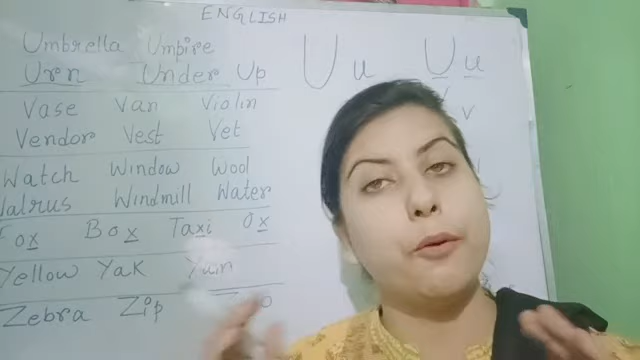 ENGLISH
Umbrella Umpire
Urn Under Up
U u U u
Vase Van Violin
v
Vendor Vest Vet
Watch Window Wool
Walrus Windmill Water
Fox Box Taxi Ox
Yellow Yak
Zebra Zip